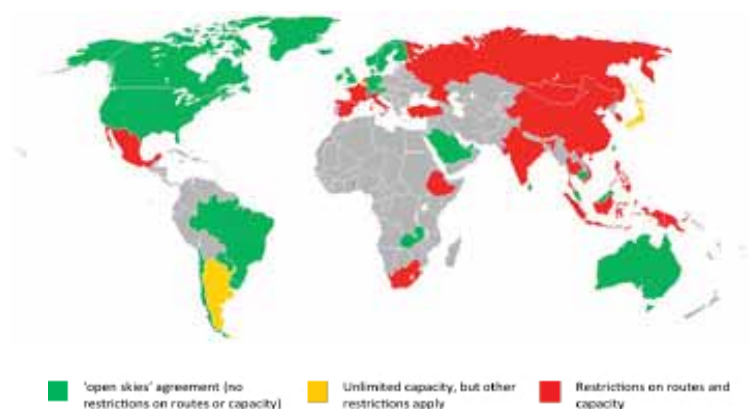 'open skies' agreement (no
restrictions on routes or capacity)
Unlimited capacity, but other
restrictions apply
Restrictions on routes and
capacity